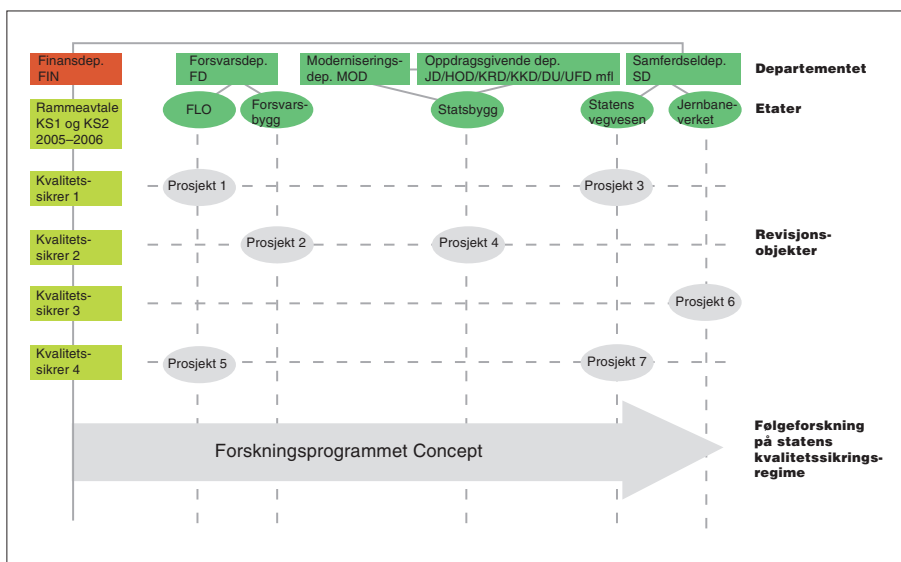 Finansdep.
FIN
Forsvarsdep.
FD
Moderniserings-
dep. MOD
Oppdragsgivende dep.
JD/HOD/KRD/KKD/DU/UFD mfl
Samferdseldep.
SD
Departementet
Rammeavtale
KS1 og KS2
2005–2006
FLO
Forsvars-
bygg
Statsbygg
Statens
vegvesen
Jernbane-
verket
Etater
Kvalitets-
sikrer 1
Prosjekt 1
Prosjekt 3
Kvalitets-
sikrer 2
Prosjekt 2
Prosjekt 4
Revisjons-
objekter
Kvalitets-
sikrer 3
Prosjekt 6
Kvalitets-
sikrer 4
Prosjekt 5
Prosjekt 7
Forskningsprogrammet Concept
Følgeforskning
på statens
kvalitetssikrings-
regime